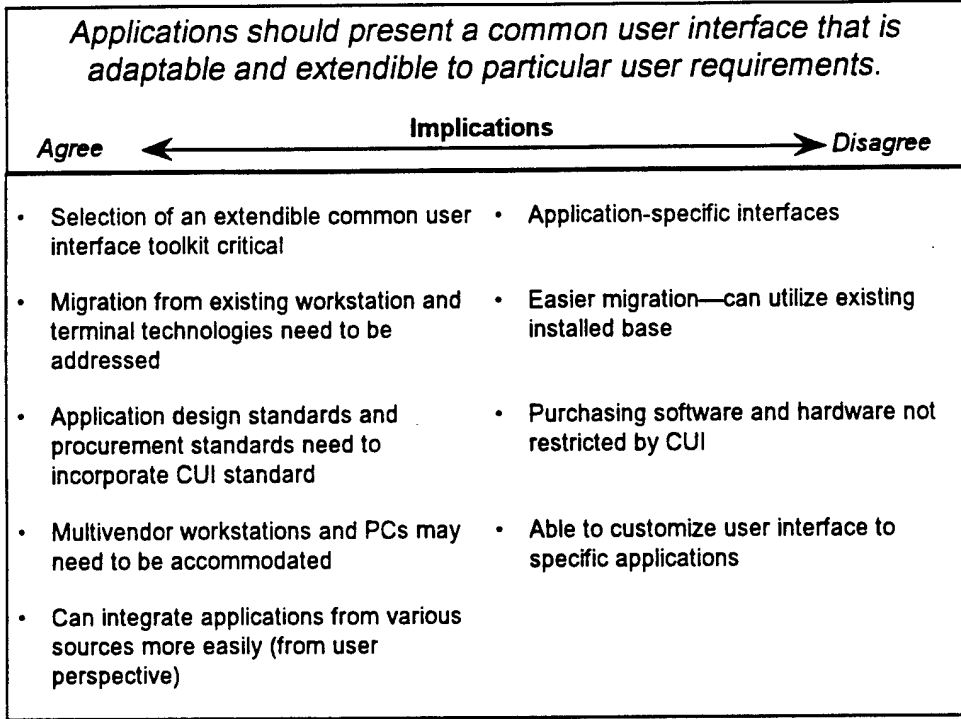 Applications should present a common user interface that is
adaptable and extendible to particular user requirements.
Implications
Agree
Disagree
• Selection of an extendible common user
interface toolkit critical
• Migration from existing workstation and
terminal technologies need to be
addressed
• Application design standards and
procurement standards need to
incorporate CUI standard
• Multivendor workstations and PCs may
need to be accommodated
• Can integrate applications from various
sources more easily (from user
perspective)
• Application-specific interfaces
• Easier migration—can utilize existing
installed base
• Purchasing software and hardware not
restricted by CUI
• Able to customize user interface to
specific applications